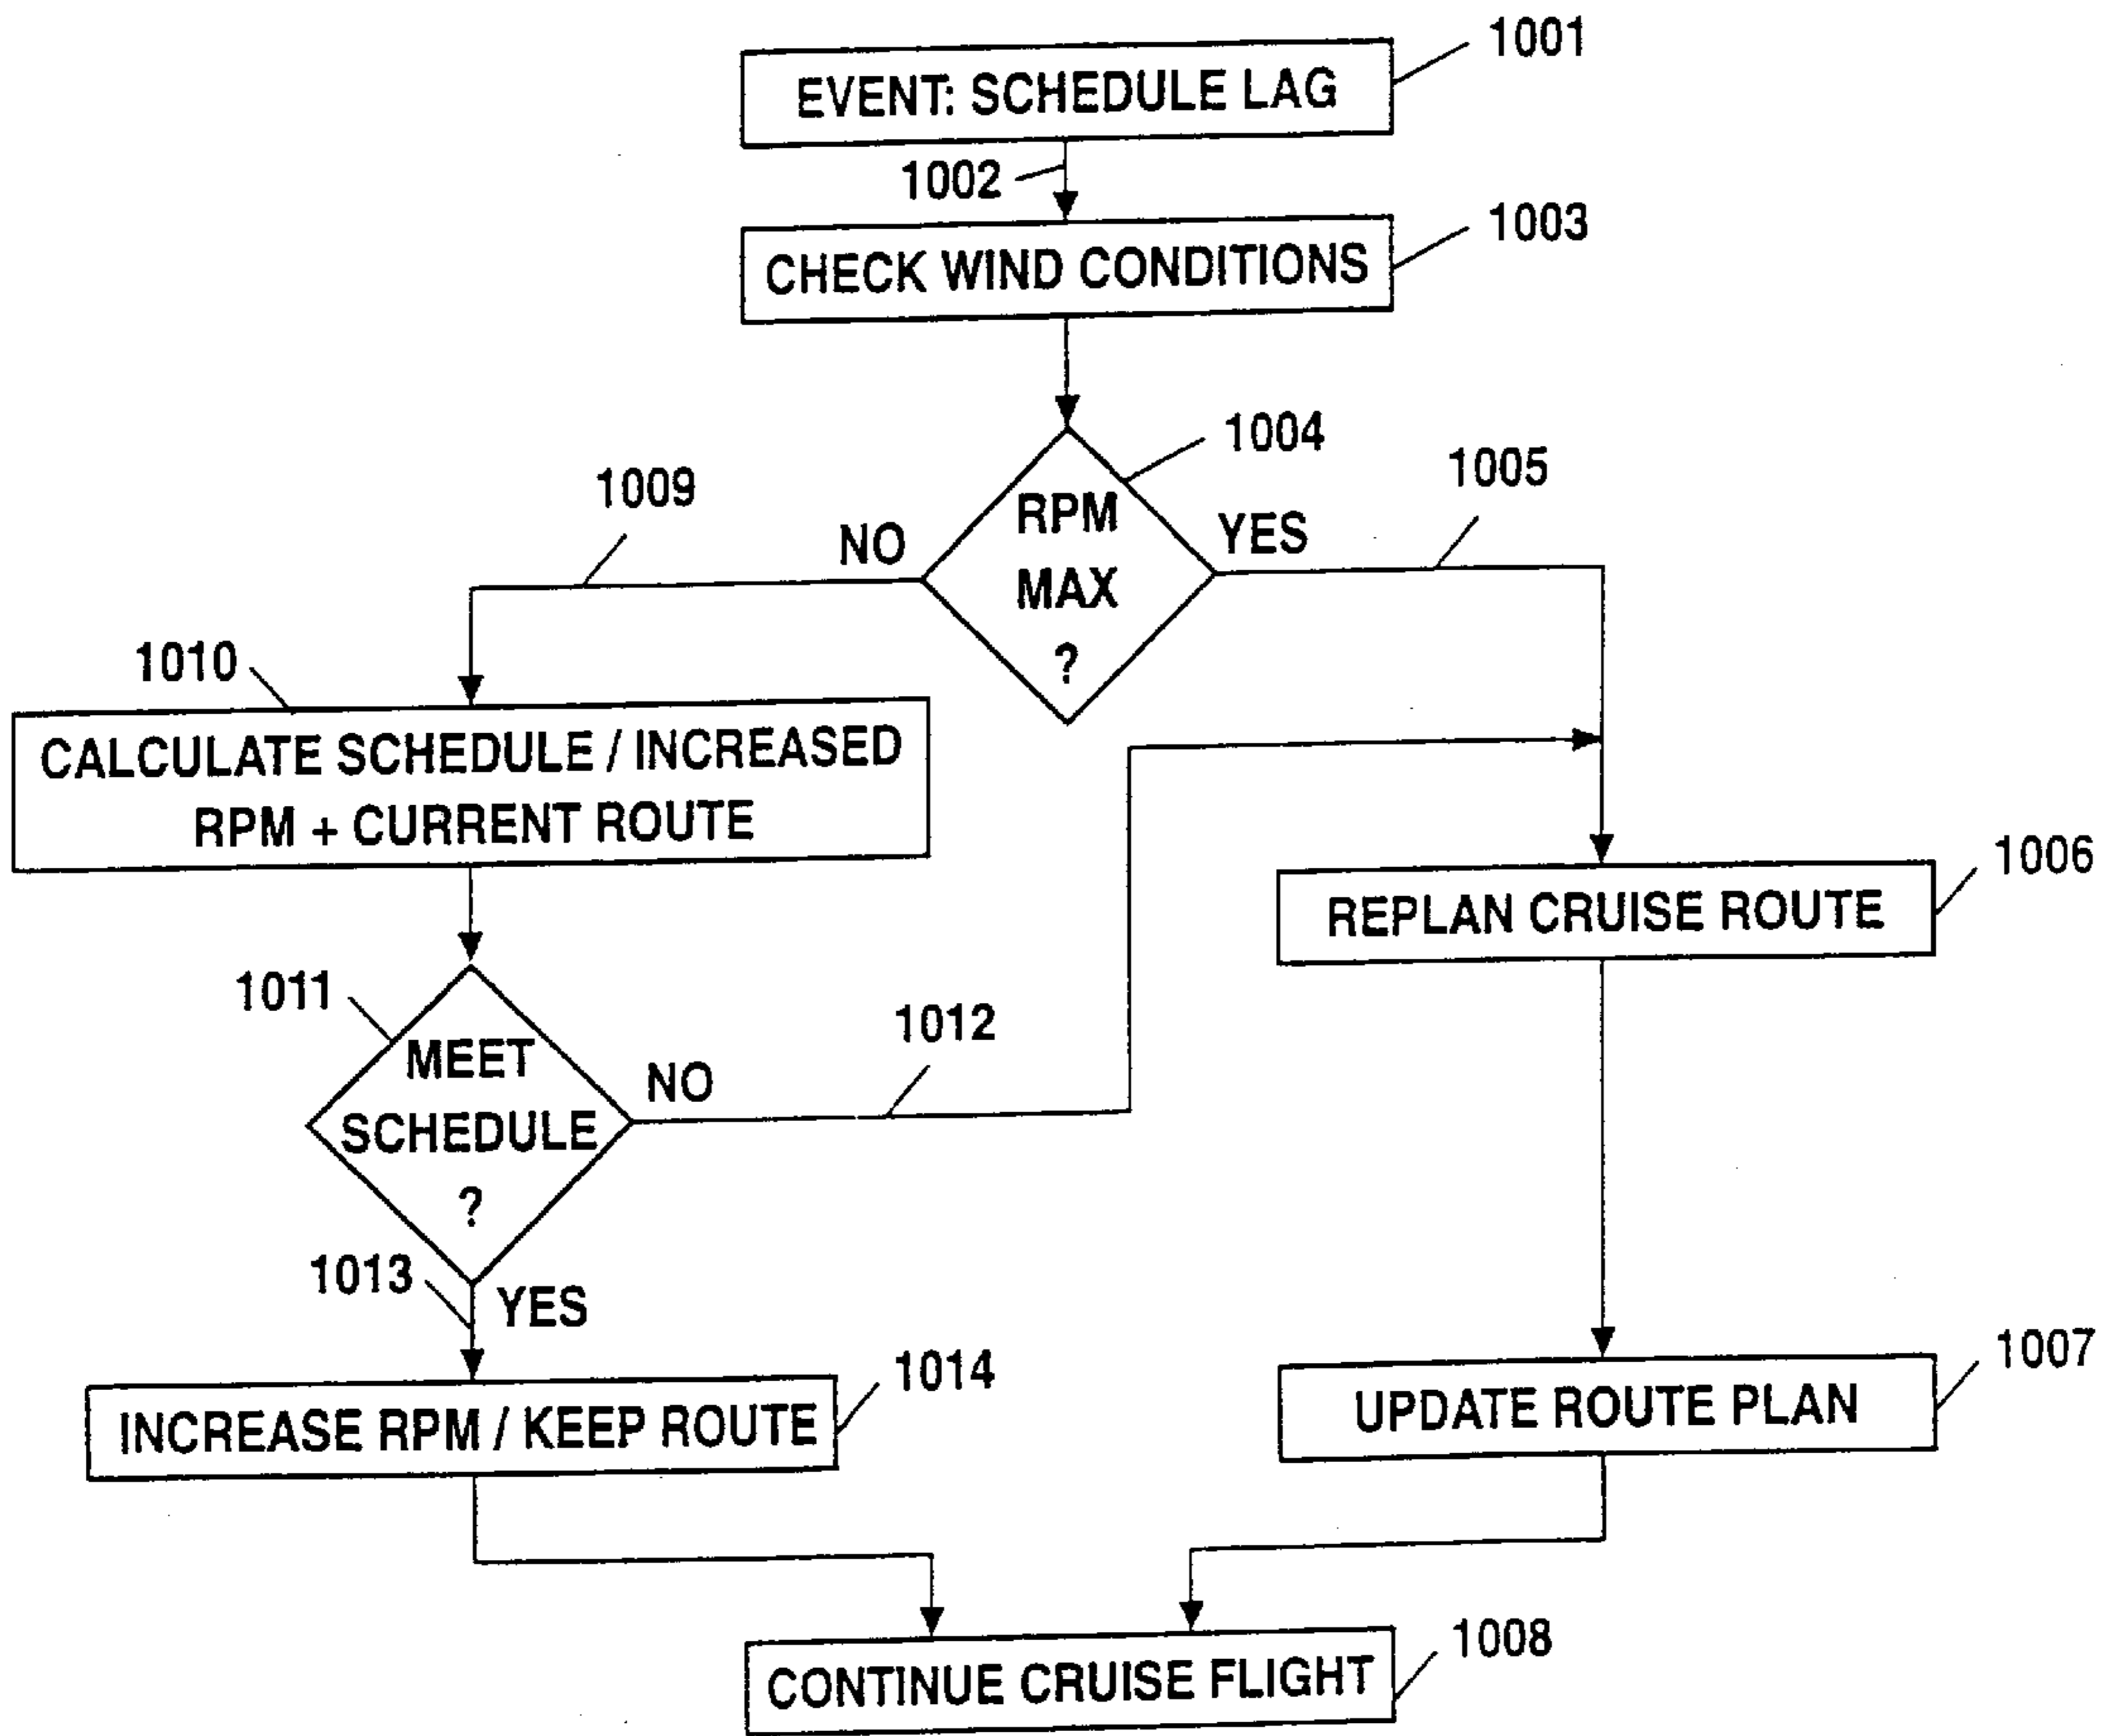 1001
EVENT: SCHEDULE LAG
1002
1003
CHECK WIND CONDITIONS
1004
RPM
MAX
?
NO
YES
1009
1005
1010
CALCULATE SCHEDULE / INCREASED
RPM + CURRENT ROUTE
1006
REPLAN CRUISE ROUTE
1011
MEET
SCHEDULE
?
NO
1012
1013
YES
1014
INCREASE RPM / KEEP ROUTE
1007
UPDATE ROUTE PLAN
1008
CONTINUE CRUISE FLIGHT